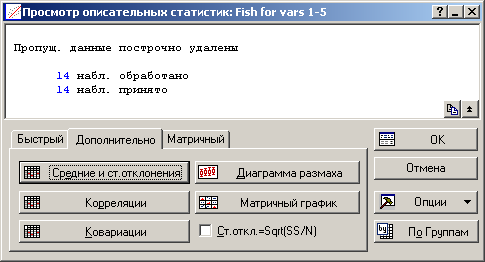 Просмотр описательных статистик: Fish for vars 1-5
Пропущ. данные построчно удалены
14 набл. обработано
14 набл. принято
Быстрый Дополнительно Матричный
OK
Средние и ст.отклонения Диаграмма размаха
Отмена
Корреляции Матричный график
Опции
Ковариации Ст.откл.=Sqrt(SS/N)
По Группам